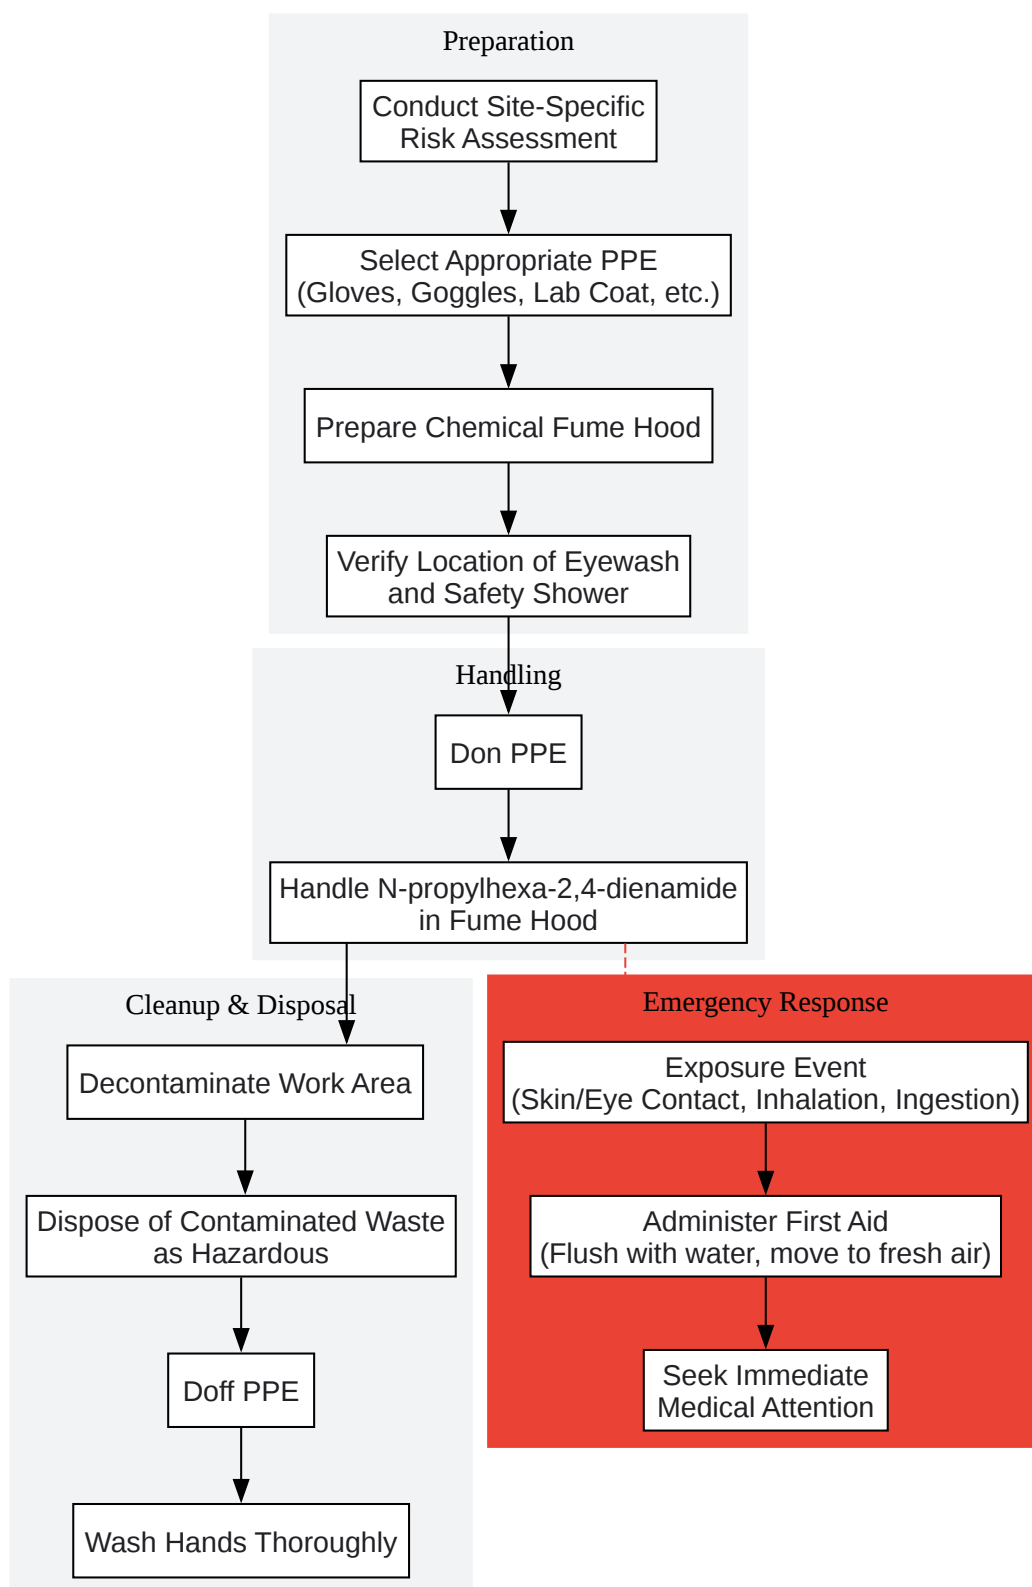 Preparation
Conduct Site-Specific
Risk Assessment
Select Appropriate PPE
(Gloves, Goggles, Lab Coat, etc.)
Prepare Chemical Fume Hood
Verify Location of Eyewash
and Safety Shower
Handling
Don PPE
Handle N-propylhexa-2,4-dienamide
in Fume Hood
Cleanup & Disposal
Decontaminate Work Area
Dispose of Contaminated Waste
as Hazardous
Doff PPE
Wash Hands Thoroughly
Emergency Response
Exposure Event
(Skin/Eye Contact, Inhalation, Ingestion)
Administer First Aid
(Flush with water, move to fresh air)
Seek Immediate
Medical Attention